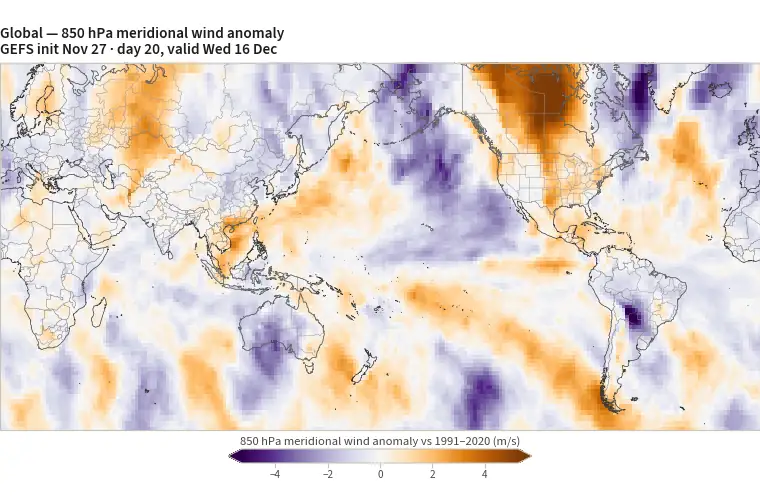 Global — 850 hPa meridional wind anomaly
GEFS init Nov 27 · day 20, valid Wed 16 Dec
850 hPa meridional wind anomaly vs 1991–2020 (m/s)
−4 −2 0 2 4